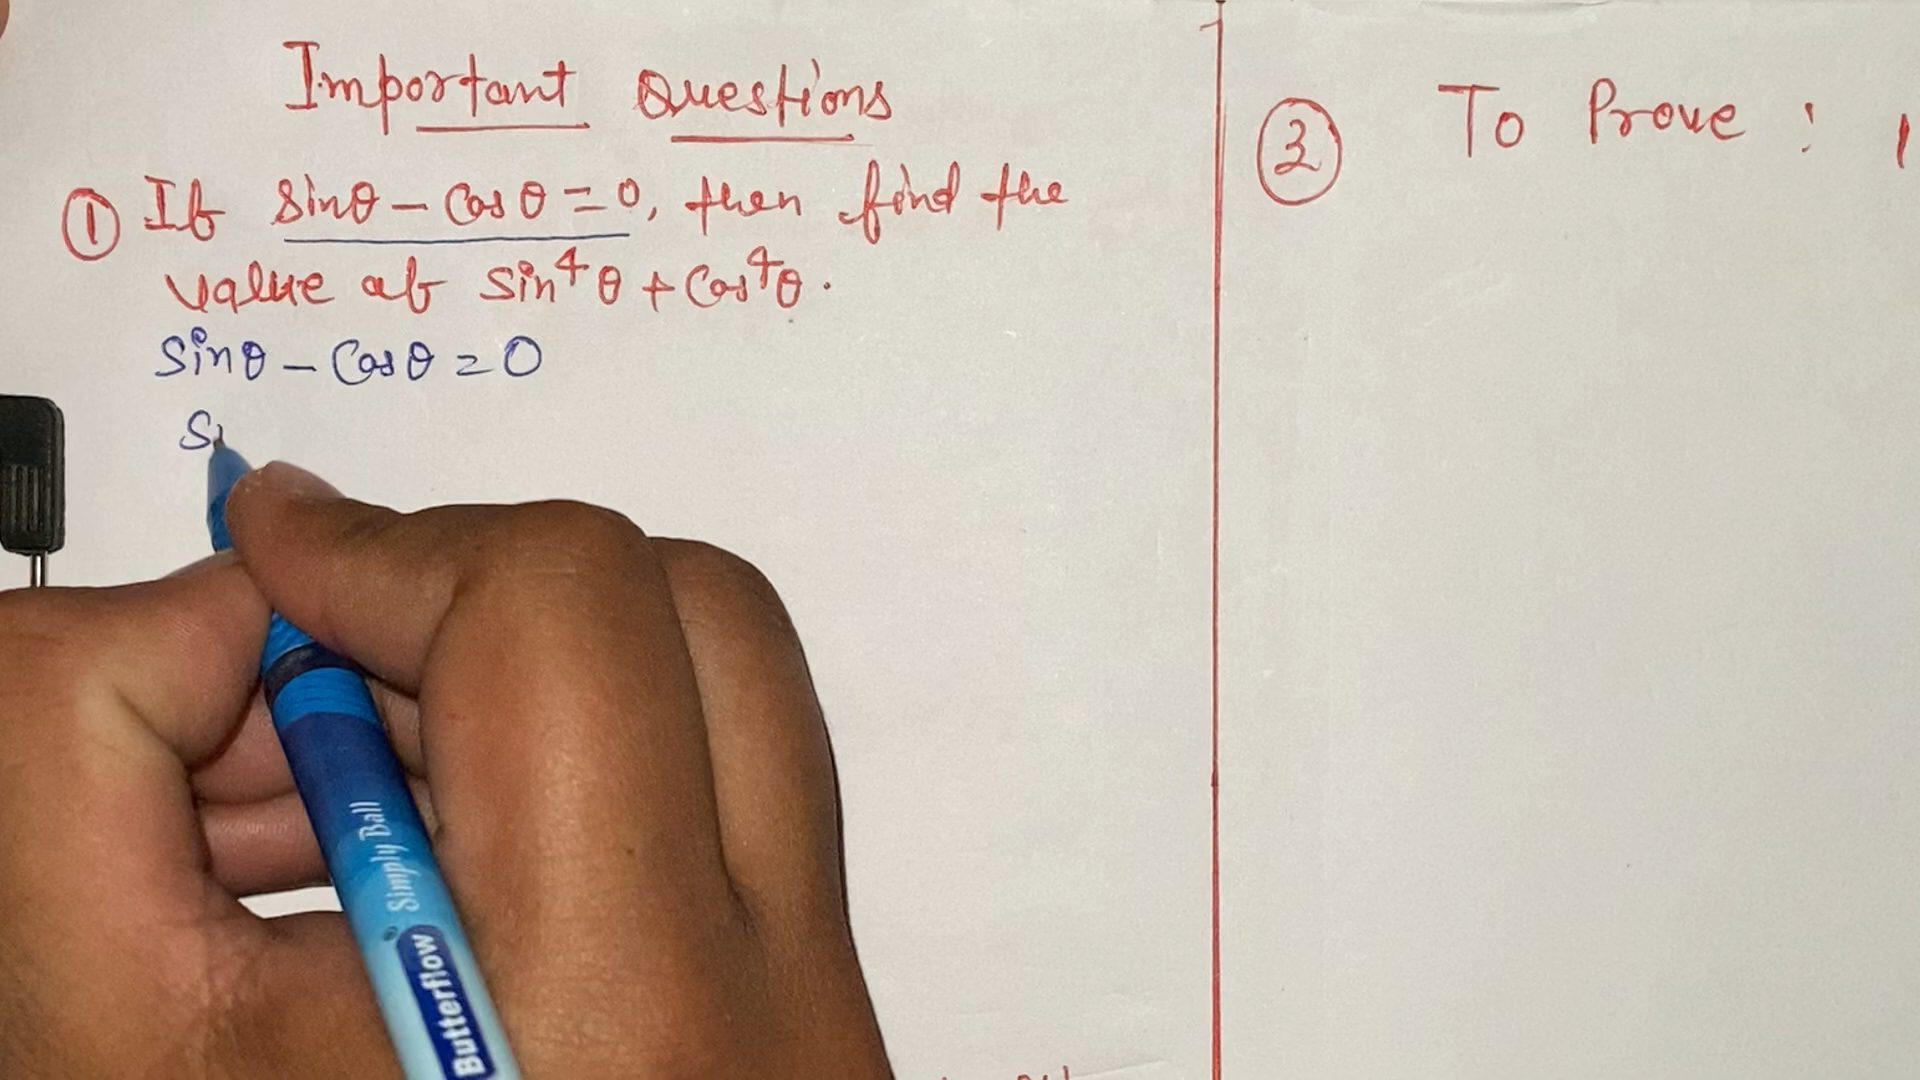 Important Questions
① If sinθ - cosθ = 0, then find the
value of sin⁴θ + cos⁴θ.
sinθ - cosθ = 0
S
② To Prove :
Simply Ball
Butterflow